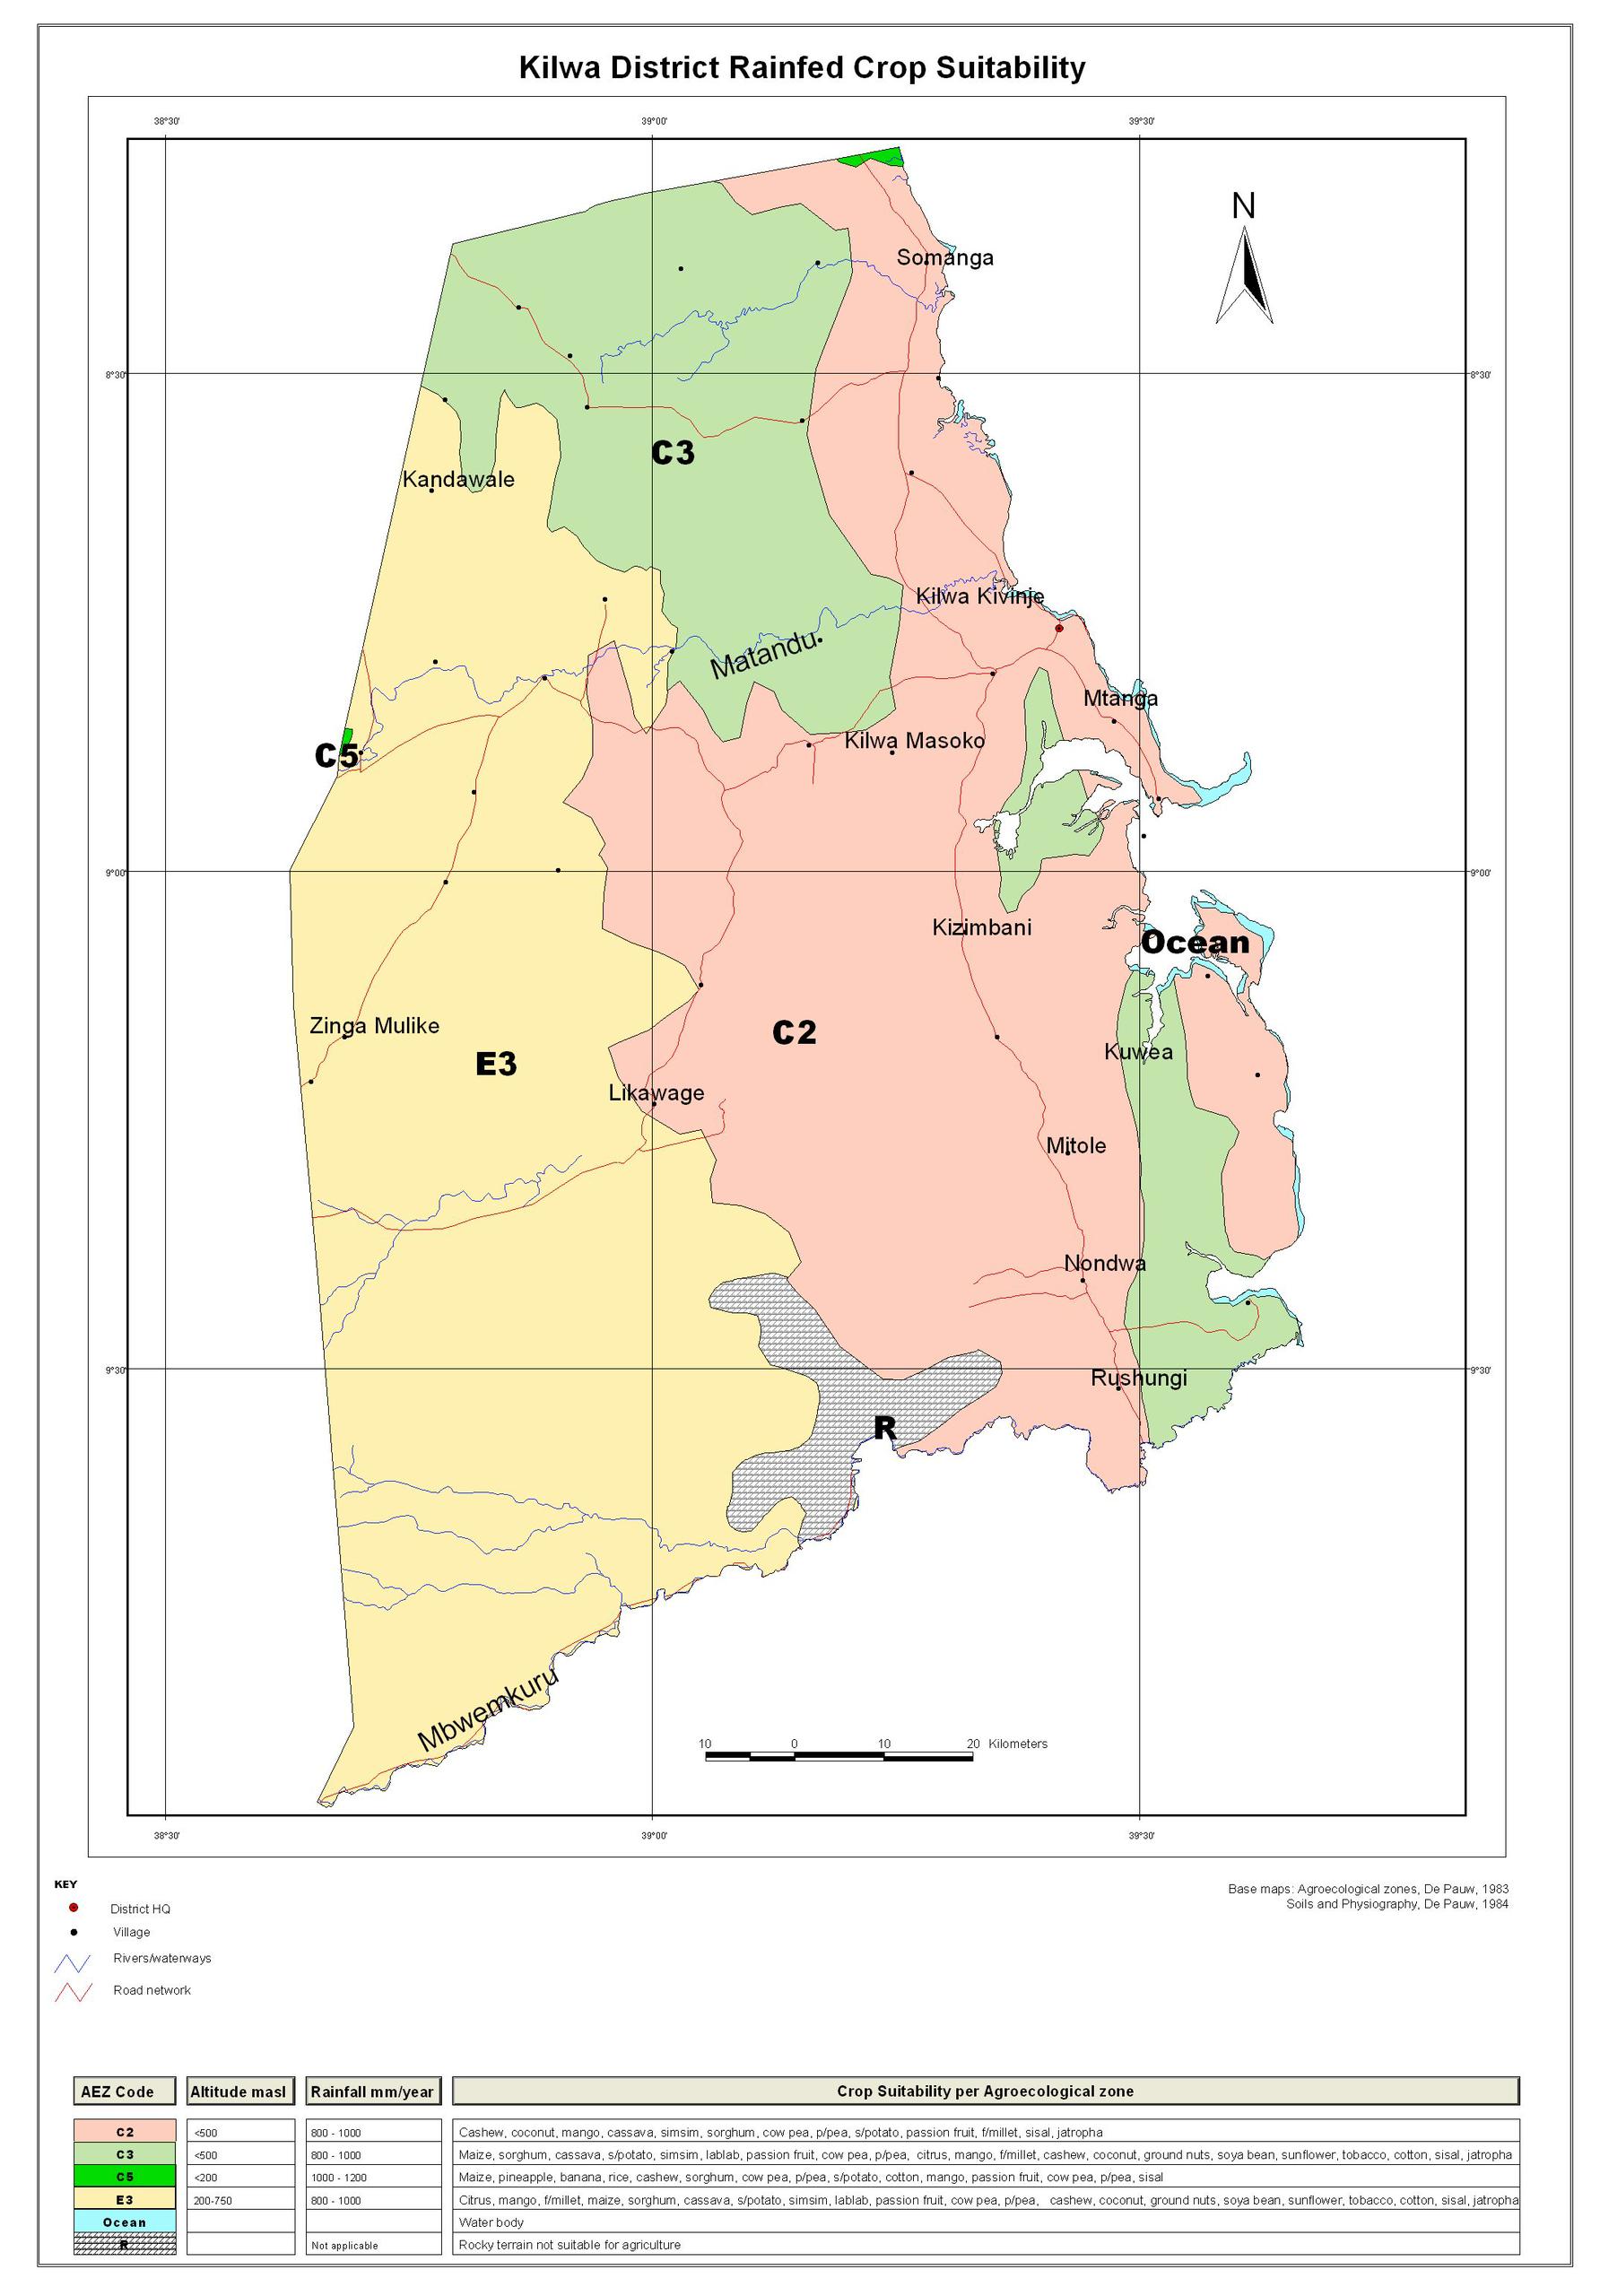 Kilwa District Rainfed Crop Suitability
38°30' 39°00' 39°30'
N
Somanga
8°30' 8°30'
C3
Kandawale
Kilwa Kivinje
Matandu
Mtanga
Kilwa Masoko
C5
9°00' 9°00'
Kizimbani
Ocean
Zinga Mulike
C2
Kuwea
E3
Likawage
Mitole
Nondwa
9°30' 9°30'
Rushungi
R
Mbwemkuru
10 0 10 20 Kilometers
38°30' 39°00' 39°30'
KEY
District HQ
Village
Rivers/waterways
Road network
Base maps: Agroecological zones, De Pauw, 1983
Soils and Physiography, De Pauw, 1984
AEZ Code Altitude masl Rainfall mm/year Crop Suitability per Agroecological zone
C2 <500 800 - 1000 Cashew, coconut, mango, cassava, simsim, sorghum, cow pea, p/pea, s/potato, passion fruit, f/millet, sisal, jatropha
C3 <500 800 - 1000 Maize, sorghum, cassava, s/potato, simsim, lablab, passion fruit, cow pea, p/pea, citrus, mango, f/millet, cashew, coconut, ground nuts, soya bean, sunflower, tobacco, cotton, sisal, jatropha
C5 <200 1000 - 1200 Maize, pineapple, banana, rice, cashew, sorghum, cow pea, p/pea, s/potato, cotton, mango, passion fruit, cow pea, p/pea, sisal
E3 200-750 800 - 1000 Citrus, mango, f/millet, maize, sorghum, cassava, s/potato, simsim, lablab, passion fruit, cow pea, p/pea, cashew, coconut, ground nuts, soya bean, sunflower, tobacco, cotton, sisal, jatropha
Ocean Water body
R Not applicable Rocky terrain not suitable for agriculture